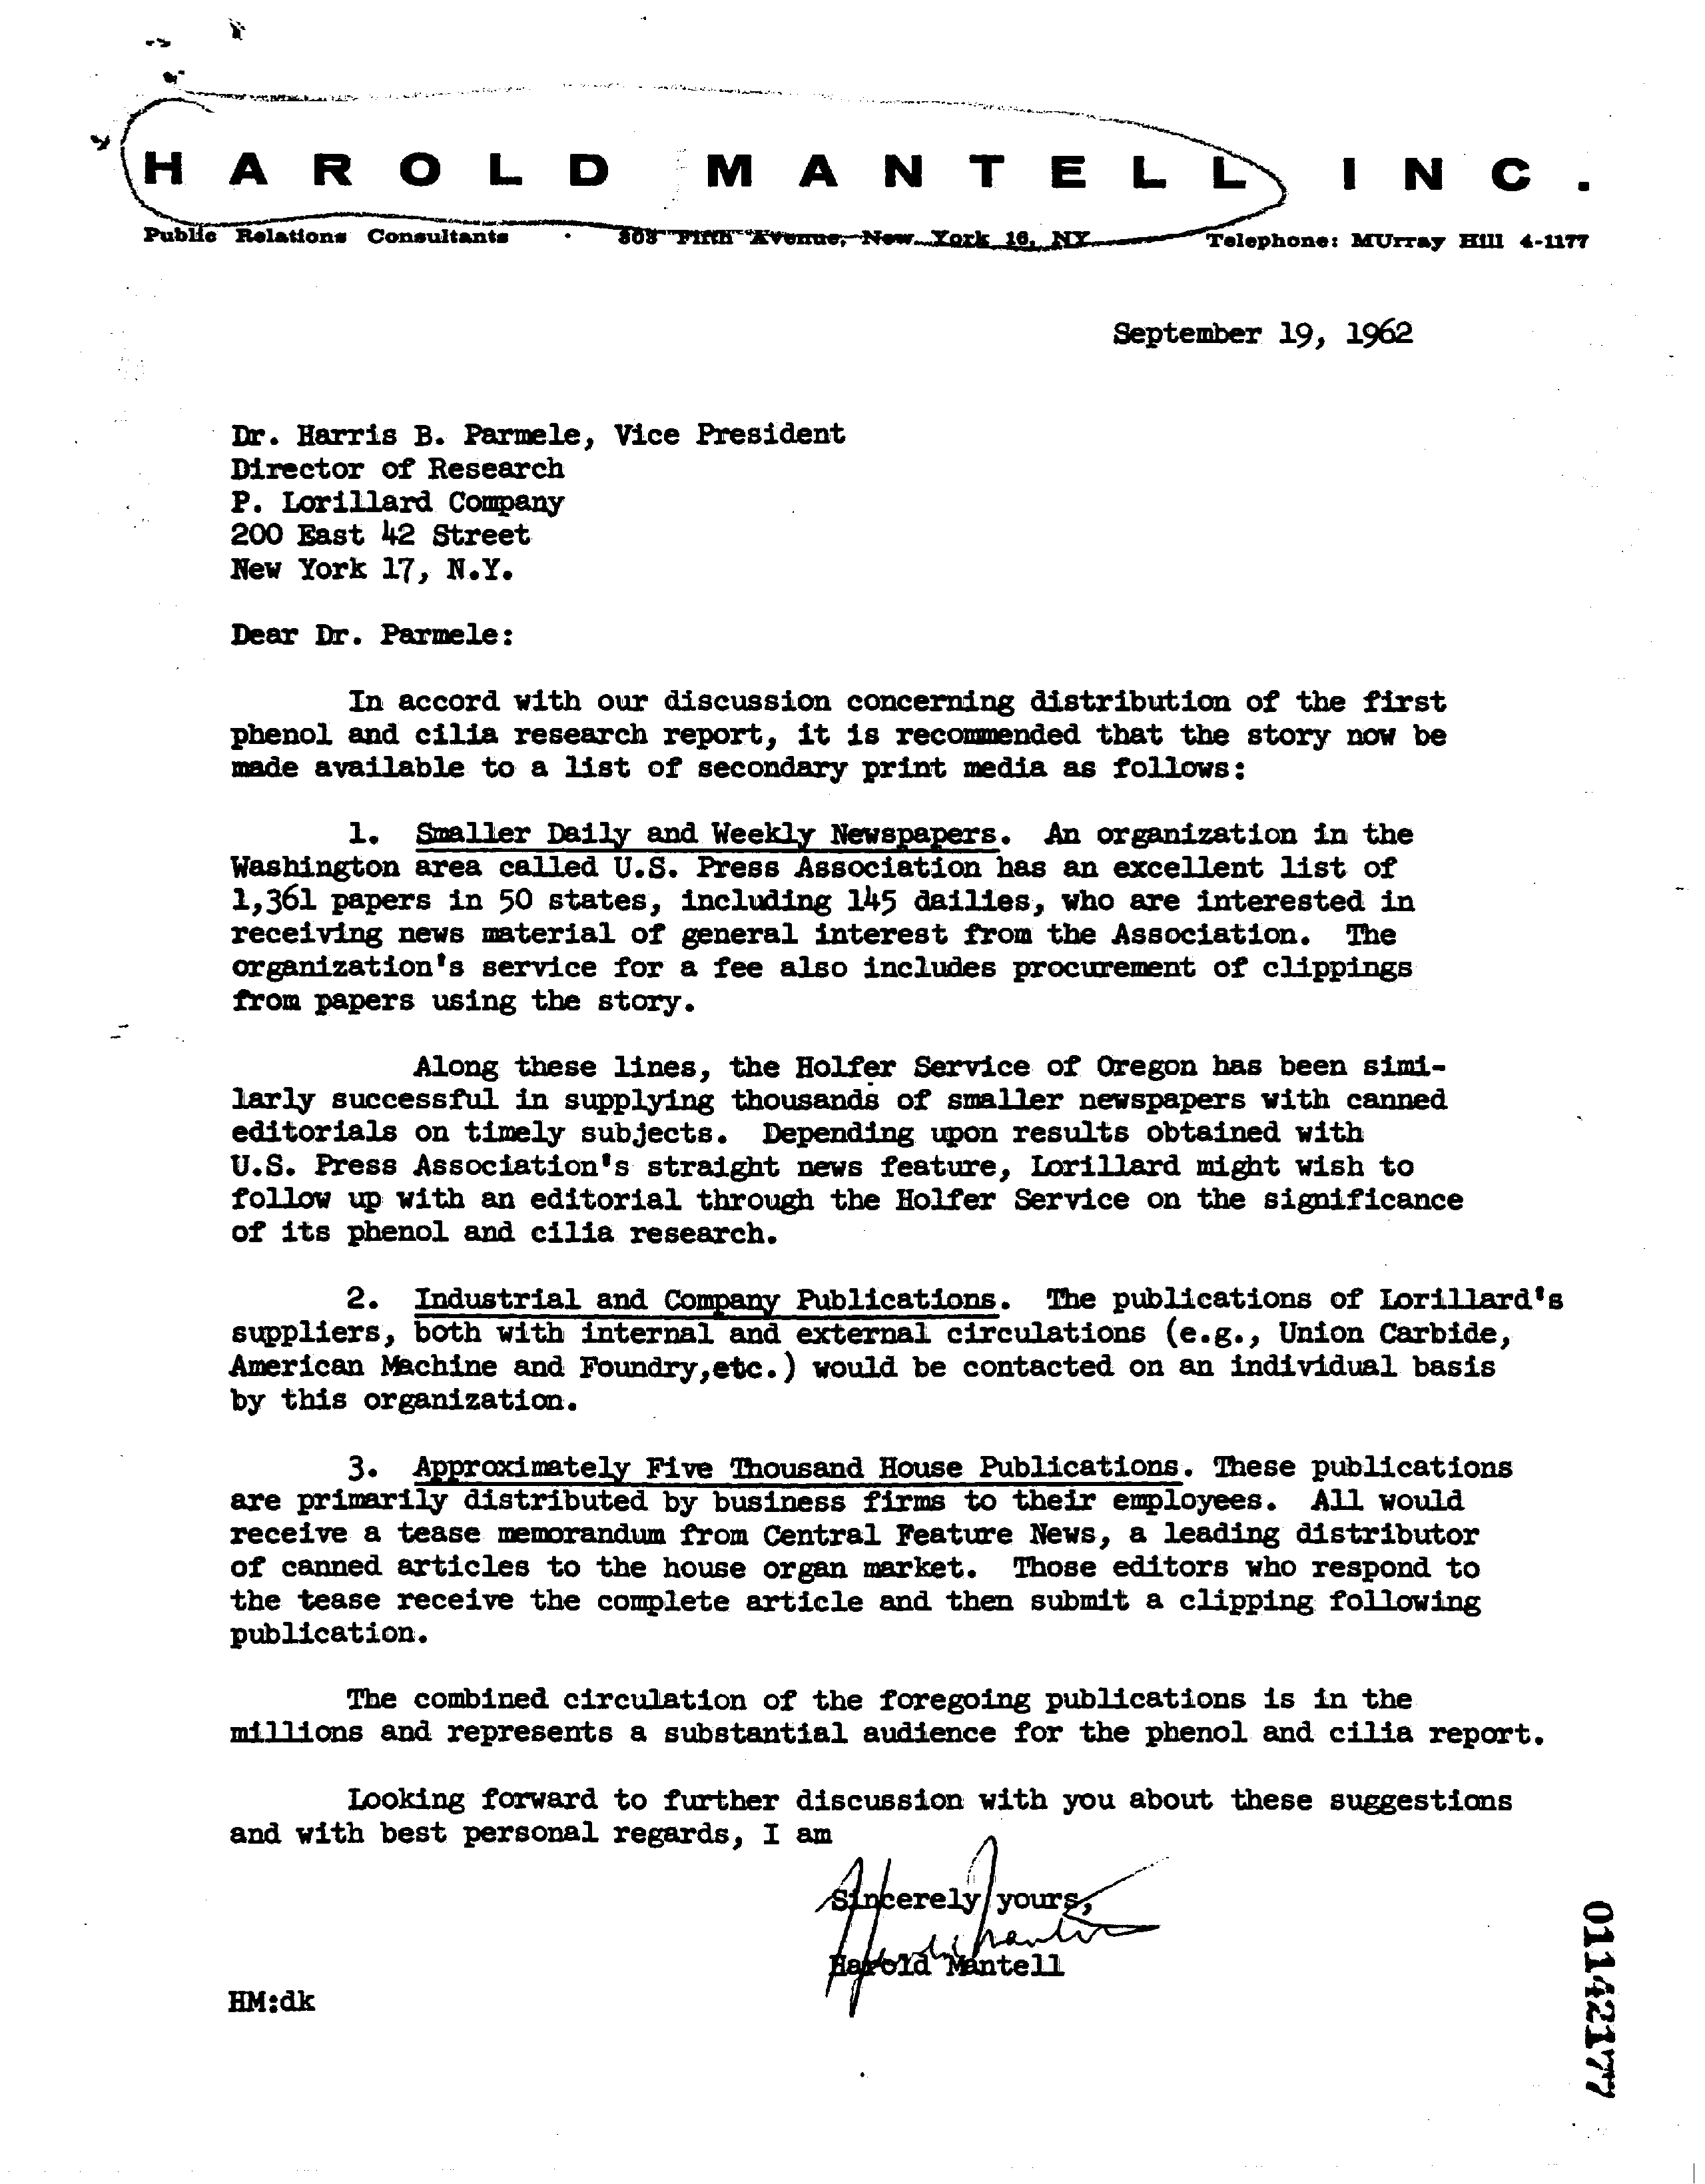 HAROLD MANTELL INC.
Public Relations Consultants · 303 Fifth Avenue, New York 16, NY Telephone: MUrray Hill 4-1177
September 19, 1962
Dr. Harris B. Parmele, Vice President
Director of Research
P. Lorillard Company
200 East 42 Street
New York 17, N.Y.
Dear Dr. Parmele:
In accord with our discussion concerning distribution of the first
phenol and cilia research report, it is recommended that the story now be
made available to a list of secondary print media as follows:
1. Smaller Daily and Weekly Newspapers. An organization in the
Washington area called U.S. Press Association has an excellent list of
1,361 papers in 50 states, including 145 dailies, who are interested in
receiving news material of general interest from the Association. The
organization's service for a fee also includes procurement of clippings
from papers using the story.
Along these lines, the Holfer Service of Oregon has been simi-
larly successful in supplying thousands of smaller newspapers with canned
editorials on timely subjects. Depending upon results obtained with
U.S. Press Association's straight news feature, Lorillard might wish to
follow up with an editorial through the Holfer Service on the significance
of its phenol and cilia research.
2. Industrial and Company Publications. The publications of Lorillard's
suppliers, both with internal and external circulations (e.g., Union Carbide,
American Machine and Foundry,etc.) would be contacted on an individual basis
by this organization.
3. Approximately Five Thousand House Publications. These publications
are primarily distributed by business firms to their employees. All would
receive a tease memorandum from Central Feature News, a leading distributor
of canned articles to the house organ market. Those editors who respond to
the tease receive the complete article and then submit a clipping following
publication.
The combined circulation of the foregoing publications is in the
millions and represents a substantial audience for the phenol and cilia report.
Looking forward to further discussion with you about these suggestions
and with best personal regards, I am
Sincerely yours,
Harold Mantell
Harold Mantell
HM:dk
01142177